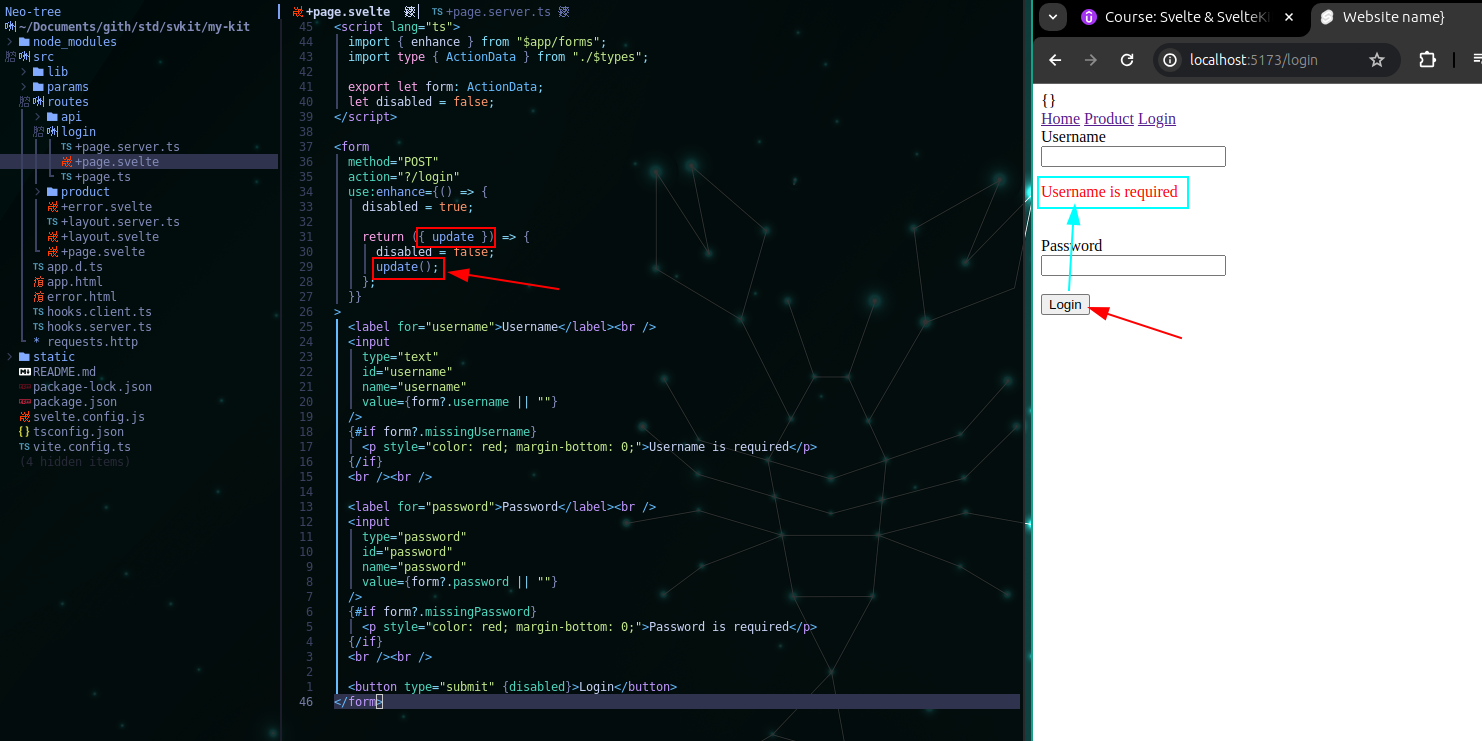 Neo-tree
~/Documents/gith/std/svkit/my-kit
node_modules
src
lib
params
routes
api
login
TS +page.server.ts
+page.svelte
TS +page.ts
product
+error.svelte
TS +layout.server.ts
+layout.svelte
+page.svelte
TS app.d.ts
app.html
error.html
TS hooks.client.ts
TS hooks.server.ts
* requests.http
static
README.md
package-lock.json
package.json
svelte.config.js
{} tsconfig.json
TS vite.config.ts
(4 hidden items)
+page.svelte TS +page.server.ts
45 <script lang="ts">
44 import { enhance } from "$app/forms";
43 import type { ActionData } from "./$types";
42
41 export let form: ActionData;
40 let disabled = false;
39 </script>
38
37 <form
36 method="POST"
35 action="?/login"
34 use:enhance={() => {
33 disabled = true;
32
31 return ({ update }) => {
30 disabled = false;
29 update();
28 };
27 }}
26 >
25 <label for="username">Username</label><br />
24 <input
23 type="text"
22 id="username"
21 name="username"
20 value={form?.username || ""}
19 />
18 {#if form?.missingUsername}
17 <p style="color: red; margin-bottom: 0;">Username is required</p>
16 {/if}
15 <br /><br />
14
13 <label for="password">Password</label><br />
12 <input
11 type="password"
10 id="password"
9 name="password"
8 value={form?.password || ""}
7 />
6 {#if form?.missingPassword}
5 <p style="color: red; margin-bottom: 0;">Password is required</p>
4 {/if}
3 <br /><br />
2
1 <button type="submit" {disabled}>Login</button>
46 </form>
Course: Svelte & SvelteKi
Website name}
localhost:5173/login
{}
Home Product Login
Username
Username is required
Password
Login